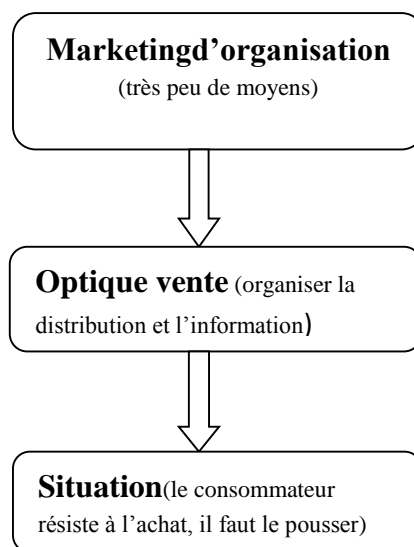 Marketingd’organisation
(très peu de moyens)
Optique vente (organiser la
distribution et l’information)
Situation(le consommateur
résiste à l’achat, il faut le pousser)